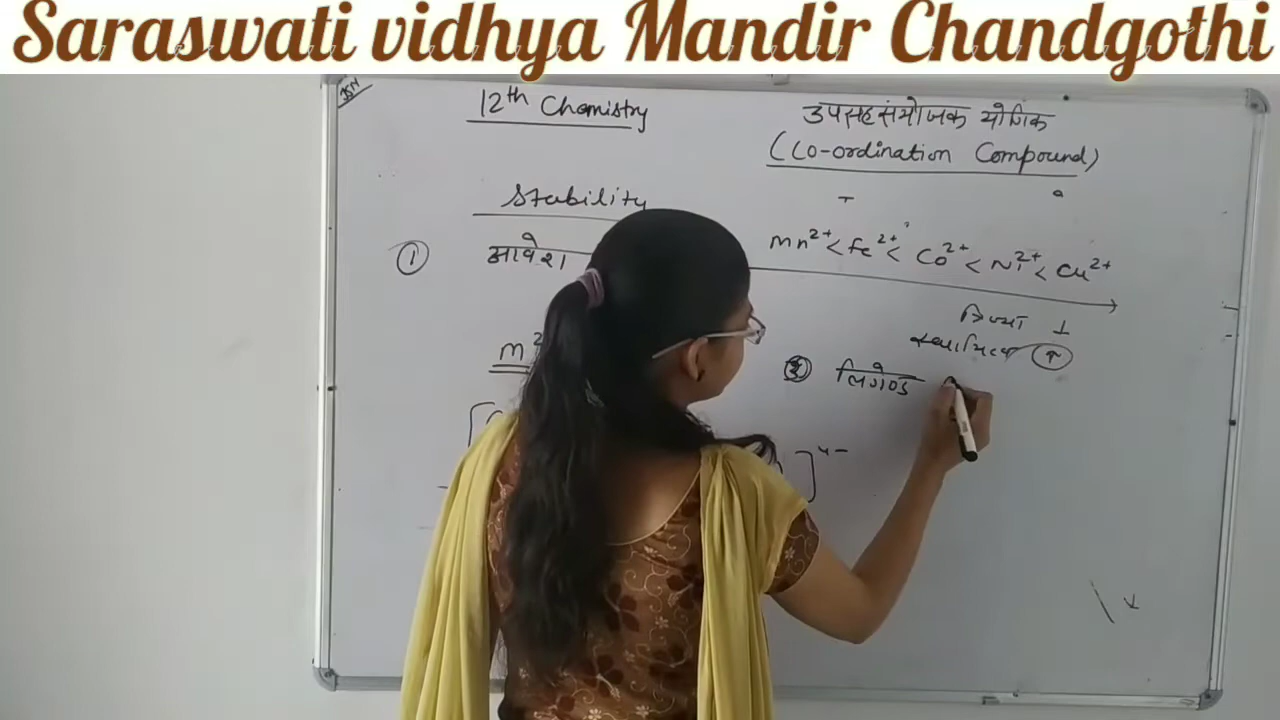 Saraswati vidhya Mandir Chandgothi
12th Chemistry
उपसहसंयोजक यौगिक
(Co-ordination Compound)
Stability
① आवेश
Mn2+ < Fe2+ < Co2+ < Ni2+ < Cu2+
त्रिज्या ↓
स्थायित्व ↑
② लिगेण्ड
]4-